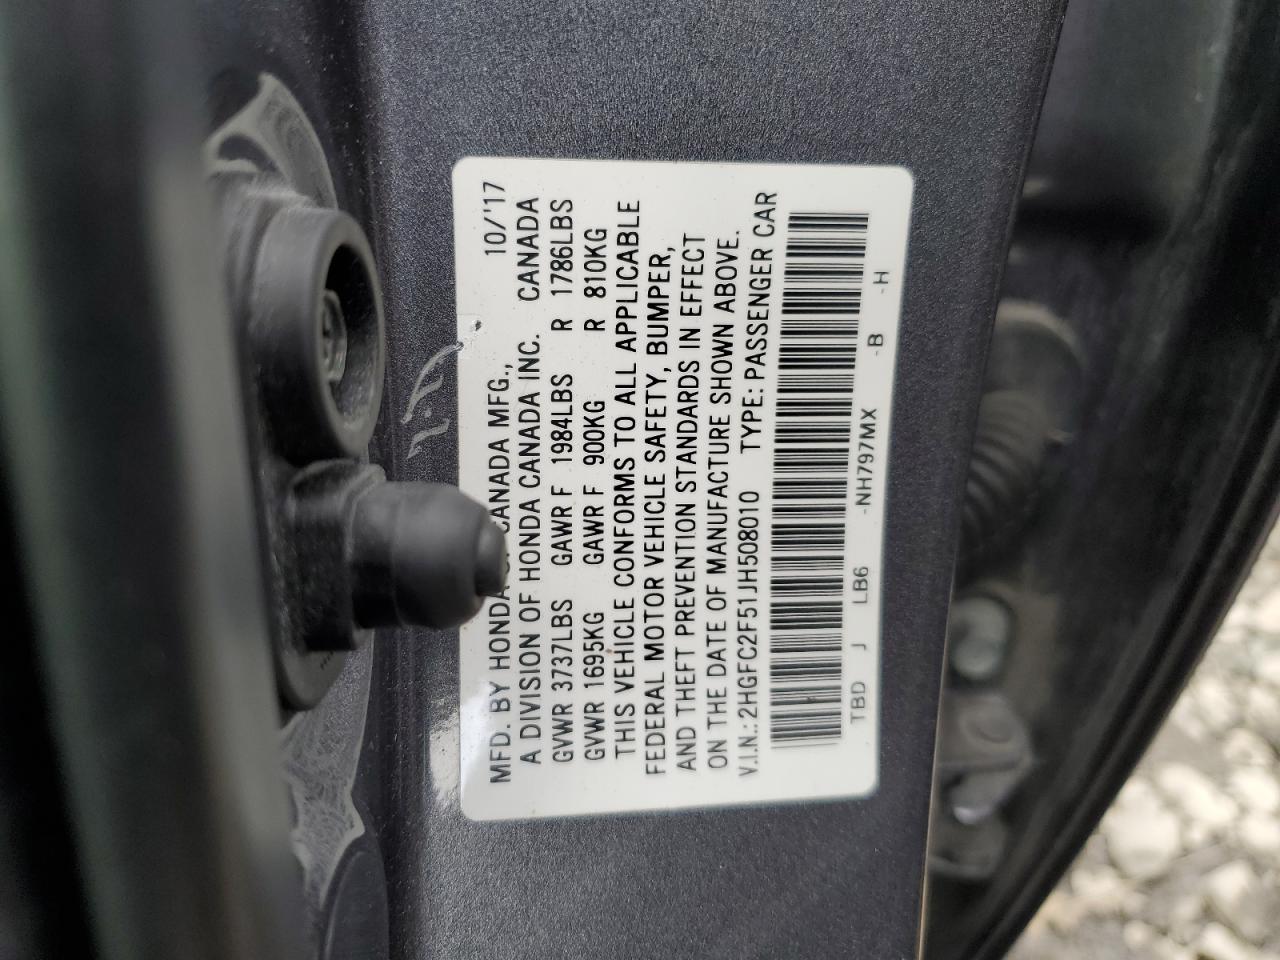 10/'17
MFD. BY HONDA CANADA MFG.,
A DIVISION OF HONDA CANADA INC. CANADA
GVWR 3737LBS GAWR F 1984LBS R 1786LBS
GVWR 1695KG GAWR F 900KG R 810KG
THIS VEHICLE CONFORMS TO ALL APPLICABLE
FEDERAL MOTOR VEHICLE SAFETY, BUMPER,
AND THEFT PREVENTION STANDARDS IN EFFECT
ON THE DATE OF MANUFACTURE SHOWN ABOVE.
V.I.N.: 2HGFC2F51JH508010 TYPE: PASSENGER CAR
TBD J LB6 -NH797MX -B -H